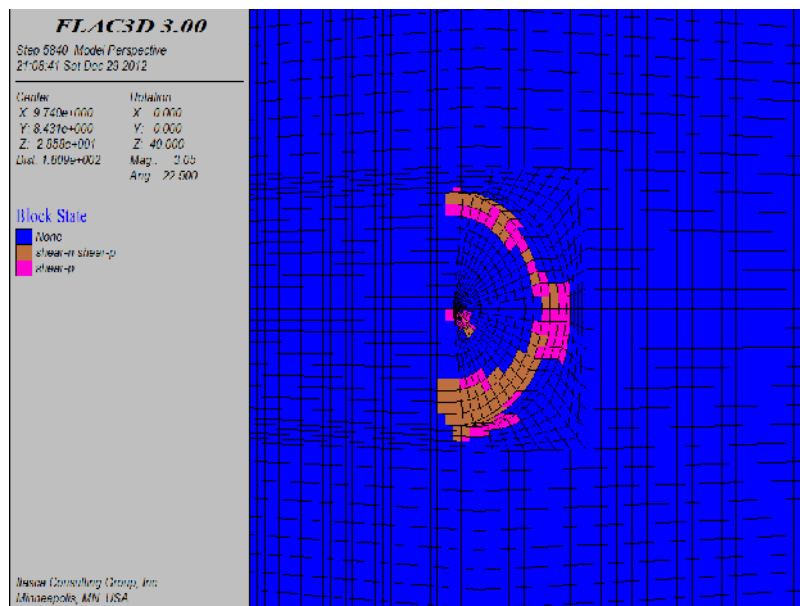 FLAC3D 3.00
Step 5840 Model Perspective
21:08:41 Sat Dec 29 2012
Center Rotation
X: 9.740e+000 X: 0.000
Y: 8.431e+000 Y: 0.000
Z: 2.858e+001 Z: 40.000
Dist: 1.809e+002 Mag.: 3.05
Ang.: 22.500
Block State
None
shear-n shear-p
shear-p
Itasca Consulting Group, Inc.
Minneapolis, MN USA